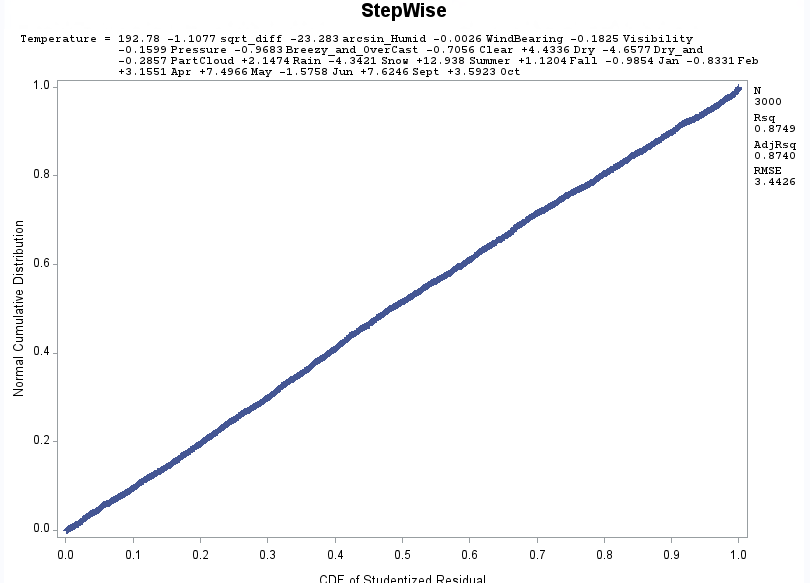 StepWise
Temperature = 192.78 -1.1077 sqrt_diff -23.283 arcsin_Humid -0.0026 WindBearing -0.1825 Visibility
-0.1599 Pressure -0.9683 Breezy_and_OverCast -0.7056 Clear +4.4336 Dry -4.6577 Dry_and
-0.2857 PartCloud +2.1474 Rain -4.3421 Snow +12.938 Summer +1.1204 Fall -0.9854 Jan -0.8331 Feb
+3.1551 Apr +7.4966 May -1.5758 Jun +7.6246 Sept +3.5923 Oct
N
3000
Rsq
0.8749
AdjRsq
0.8740
RMSE
3.4426
Normal Cumulative Distribution
1.0
0.8
0.6
0.4
0.2
0.0
0.0 0.1 0.2 0.3 0.4 0.5 0.6 0.7 0.8 0.9 1.0
CDF of Studentized Residual